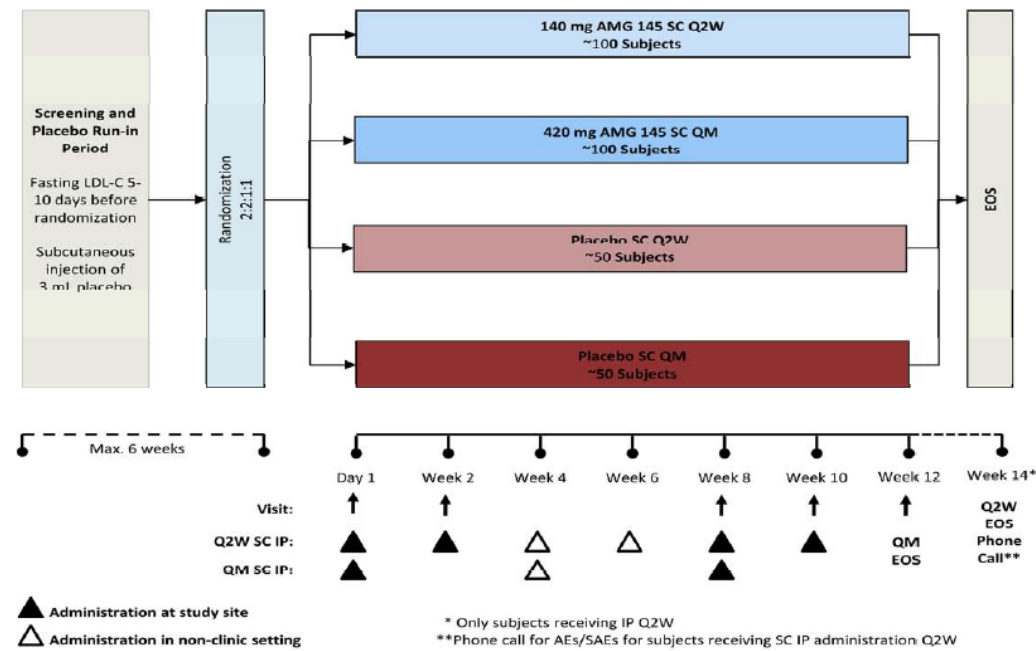 Screening and
Placebo Run-in
Period
Fasting LDL-C 5-
10 days before
randomization
Subcutaneous
injection of
3 mL placebo
Randomization
2:2:1:1
140 mg AMG 145 SC Q2W
~100 Subjects
420 mg AMG 145 SC QM
~100 Subjects
Placebo SC Q2W
~50 Subjects
Placebo SC QM
~50 Subjects
EOS
Max. 6 weeks
Day 1
Week 2
Week 4
Week 6
Week 8
Week 10
Week 12
Week 14*
Visit:
Q2W SC IP:
QM SC IP:
QM
EOS
Q2W
EOS
Phone
Call**
Administration at study site
Administration in non-clinic setting
* Only subjects receiving IP Q2W
**Phone call for AEs/SAEs for subjects receiving SC IP administration Q2W